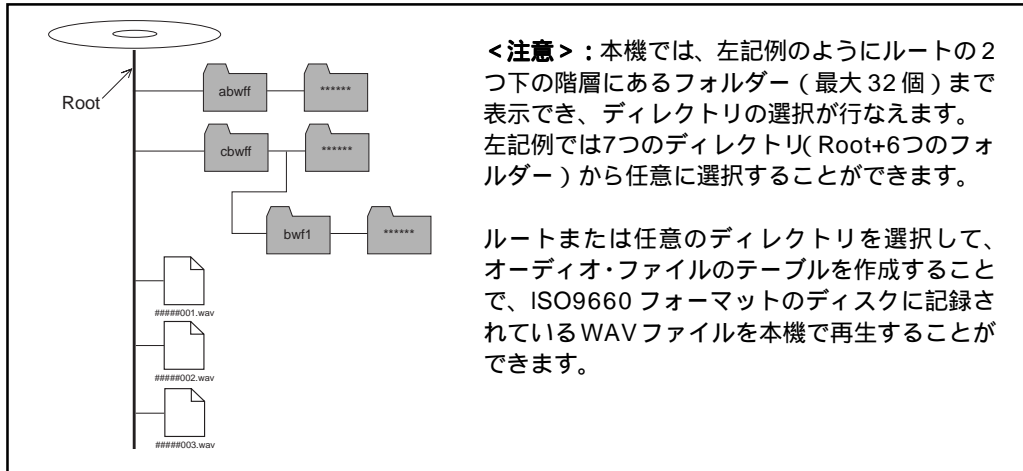 Root
abwff
******
cbwff
******
bwf1
******
#####001.wav
#####002.wav
#####003.wav
<注意>:本機では、左記例のようにルートの2
つ下の階層にあるフォルダー(最大32個)まで
表示でき、ディレクトリの選択が行なえます。
左記例では7つのディレクトリ(Root+6つのフォ
ルダー)から任意に選択することができます。
ルートまたは任意のディレクトリを選択して、
オーディオ・ファイルのテーブルを作成すること
で、ISO9660フォーマットのディスクに記録さ
れているWAVファイルを本機で再生することが
できます。